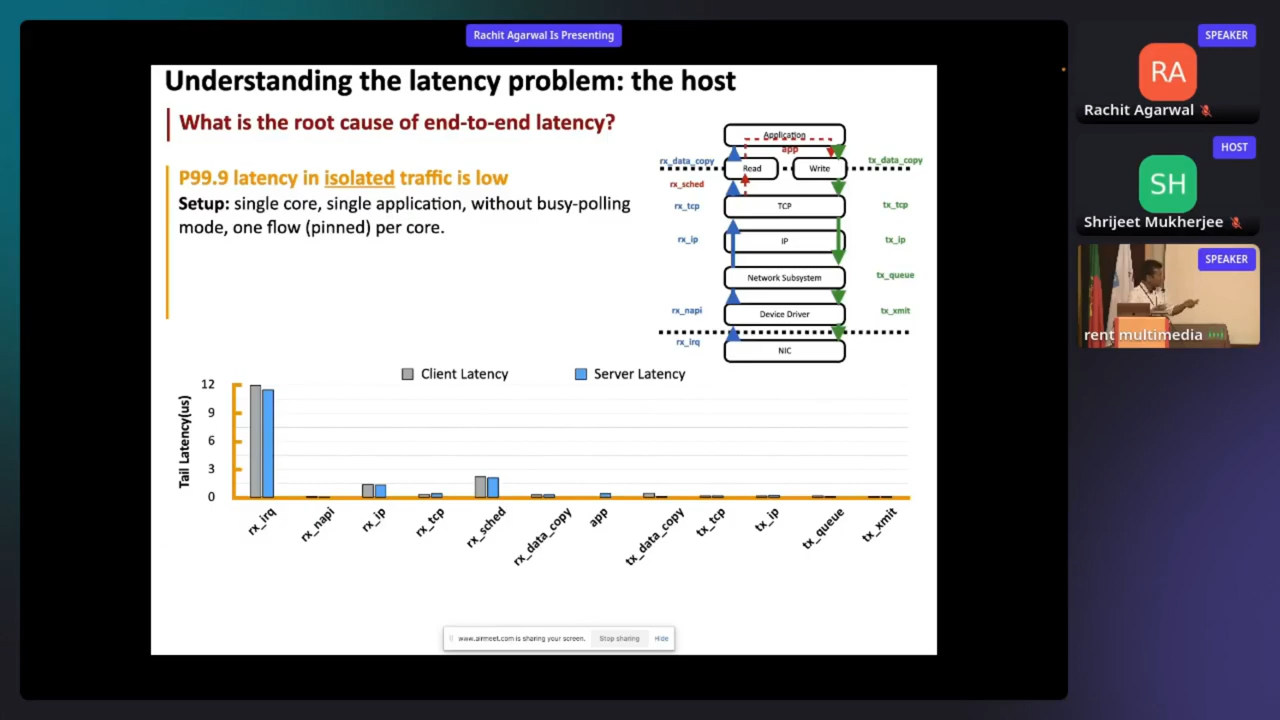 Rachit Agarwal Is Presenting
Understanding the latency problem: the host
What is the root cause of end-to-end latency?
P99.9 latency in isolated traffic is low
Setup: single core, single application, without busy-polling
mode, one flow (pinned) per core.
Application
app
rx_data_copy
Read
Write
tx_data_copy
rx_sched
rx_tcp
TCP
tx_tcp
rx_ip
IP
tx_ip
Network Subsystem
tx_queue
rx_napi
Device Driver
tx_xmit
rx_irq
NIC
Client Latency
Server Latency
Tail Latency(us)
12
9
6
3
0
rx_irq
rx_napi
rx_ip
rx_tcp
rx_sched
rx_data_copy
app
tx_data_copy
tx_tcp
tx_ip
tx_queue
tx_xmit
www.airmeet.com is sharing your screen.
Stop sharing
Hide
SPEAKER
RA
Rachit Agarwal
HOST
SH
Shrijeet Mukherjee
SPEAKER
rent multimedia